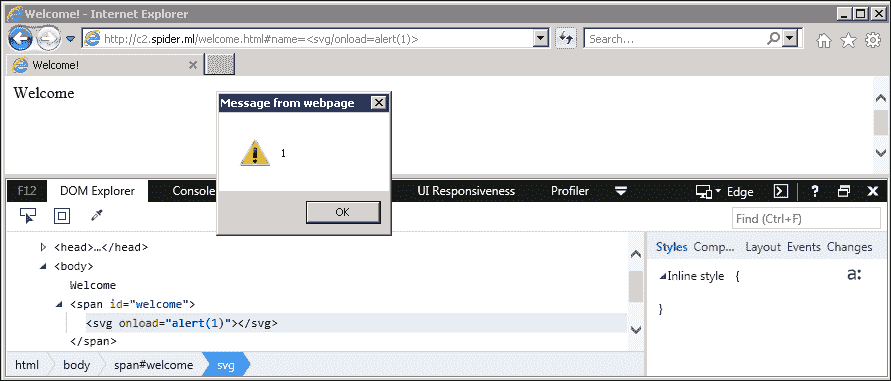 Welcome! - Internet Explorer
http://c2.spider.ml/welcome.html#name=<svg/onload=alert(1)>
Search...
Welcome!
Welcome
Message from webpage
1
OK
F12 DOM Explorer Console UI Responsiveness Profiler Edge ?
Find (Ctrl+F)
<head>…</head>
<body>
Welcome
<span id="welcome">
<svg onload="alert(1)"></svg>
</span>
Styles Comp... Layout Events Changes
Inline style {
a:
}
html body span#welcome svg